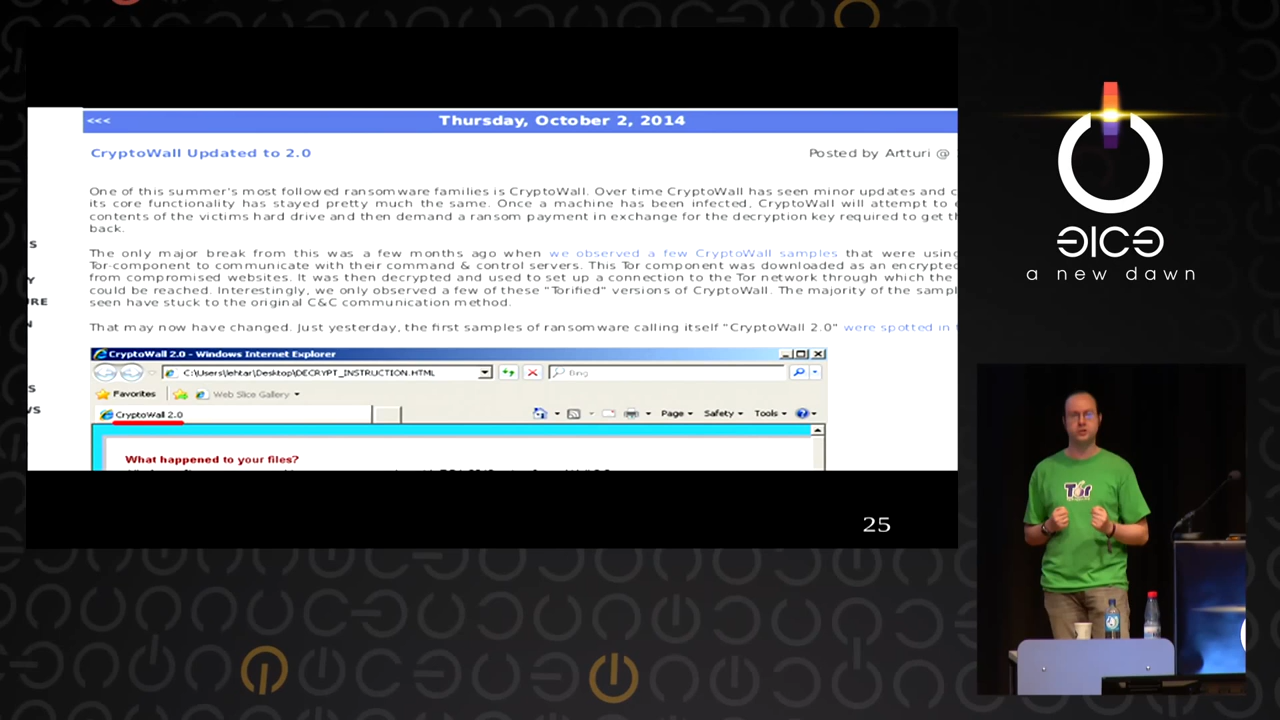 <<<
Thursday, October 2, 2014
CryptoWall Updated to 2.0
Posted by Artturi @
One of this summer's most followed ransomware families is CryptoWall. Over time CryptoWall has seen minor updates and
its core functionality has stayed pretty much the same. Once a machine has been infected, CryptoWall will attempt to
contents of the victims hard drive and then demand a ransom payment in exchange for the decryption key required to get
back.
The only major break from this was a few months ago when we observed a few CryptoWall samples that were using
Tor-component to communicate with their command & control servers. This Tor component was downloaded as an encrypted
from compromised websites. It was then decrypted and used to set up a connection to the Tor network through which the
could be reached. Interestingly, we only observed a few of these "Torified" versions of CryptoWall. The majority of the
seen have stuck to the original C&C communication method.
That may now have changed. Just yesterday, the first samples of ransomware calling itself "CryptoWall 2.0" were spotted in
CryptoWall 2.0 - Windows Internet Explorer
C:\Users\lehtar\Desktop\DECRYPT_INSTRUCTION.HTML
Bing
Favorites
Web Slice Gallery
CryptoWall 2.0
Page
Safety
Tools
What happened to your files?
25
ƎICE
a new dawn
Tor